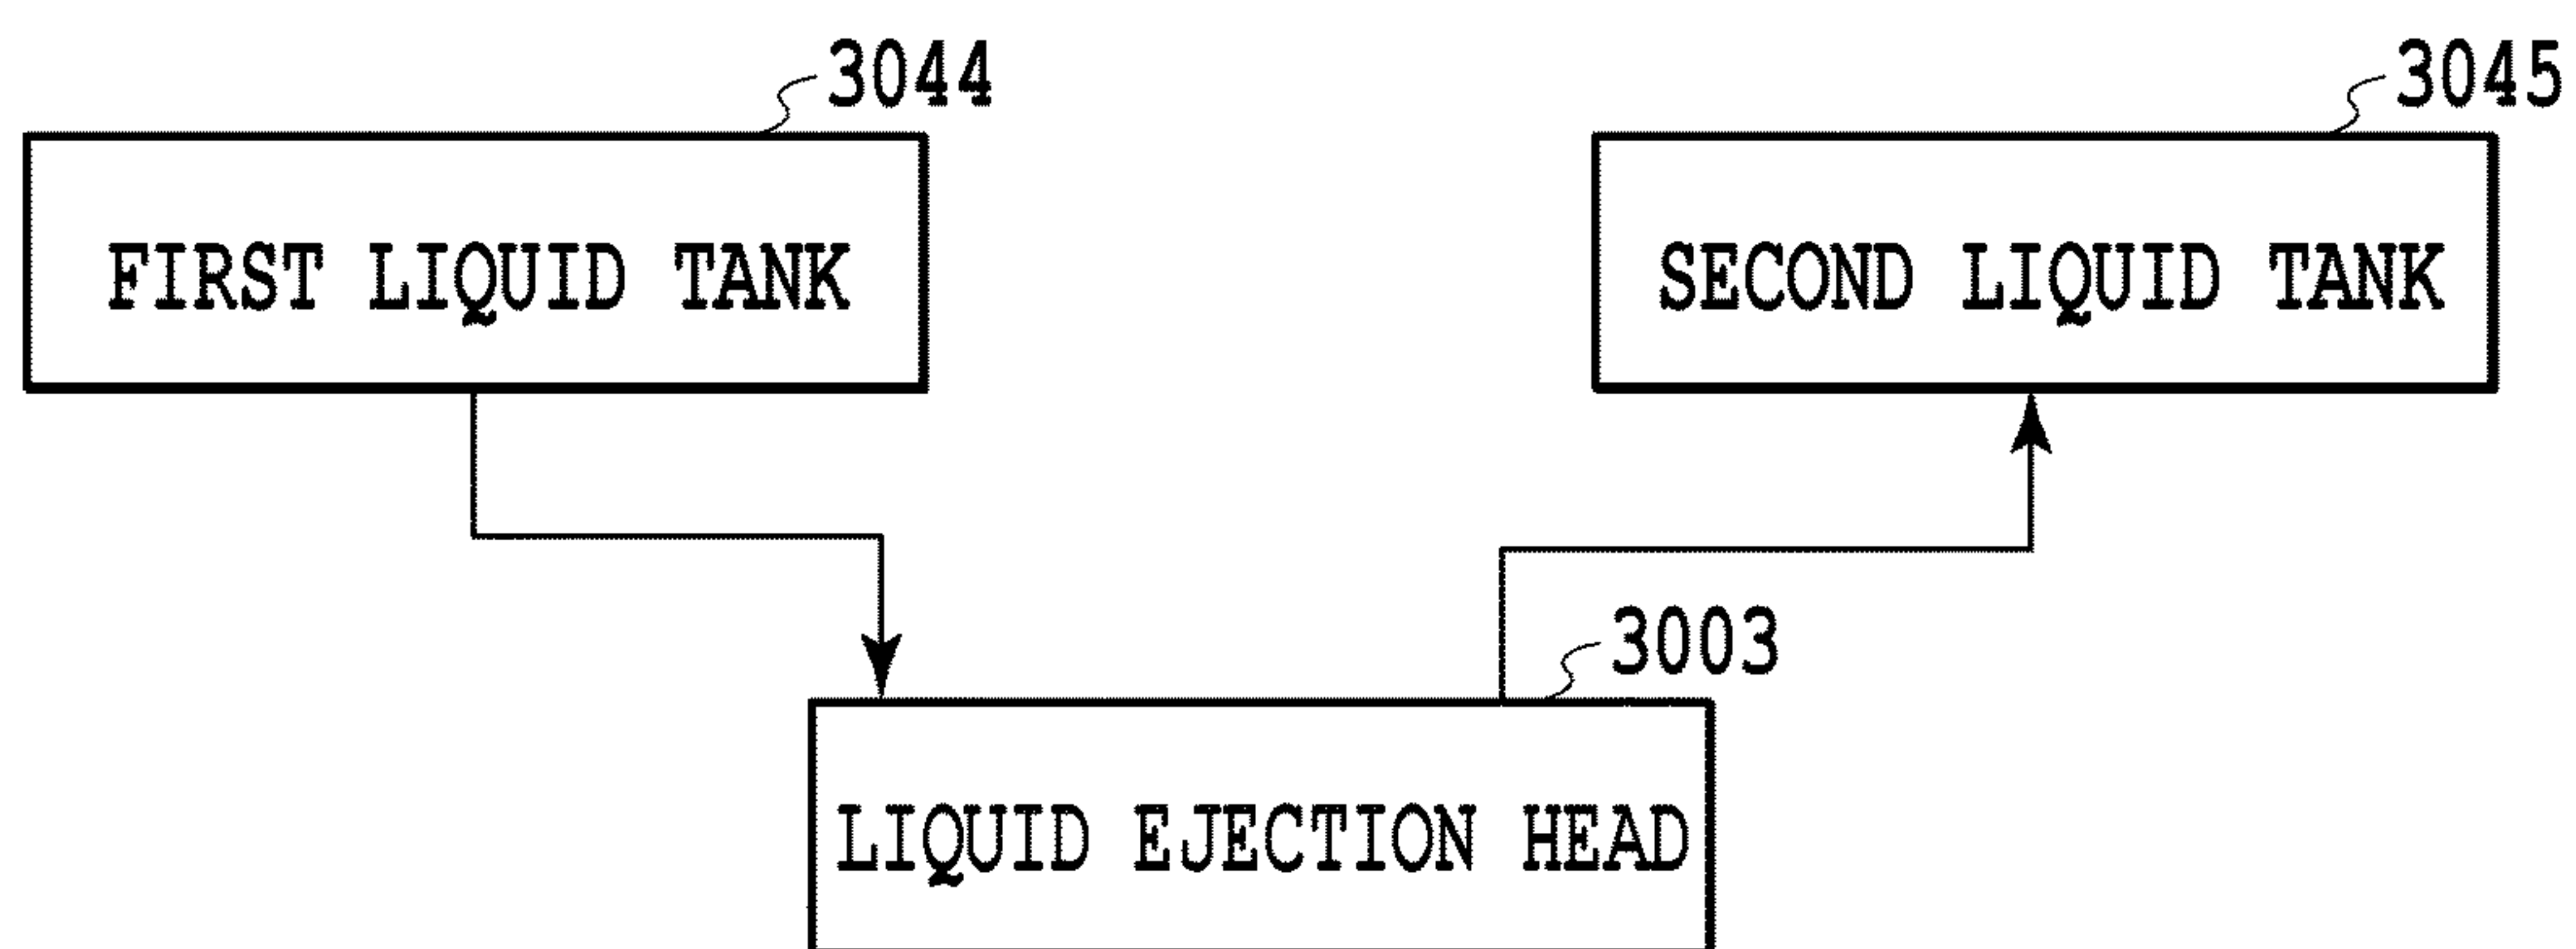 3044
3045
FIRST LIQUID TANK
SECOND LIQUID TANK
3003
LIQUID EJECTION HEAD